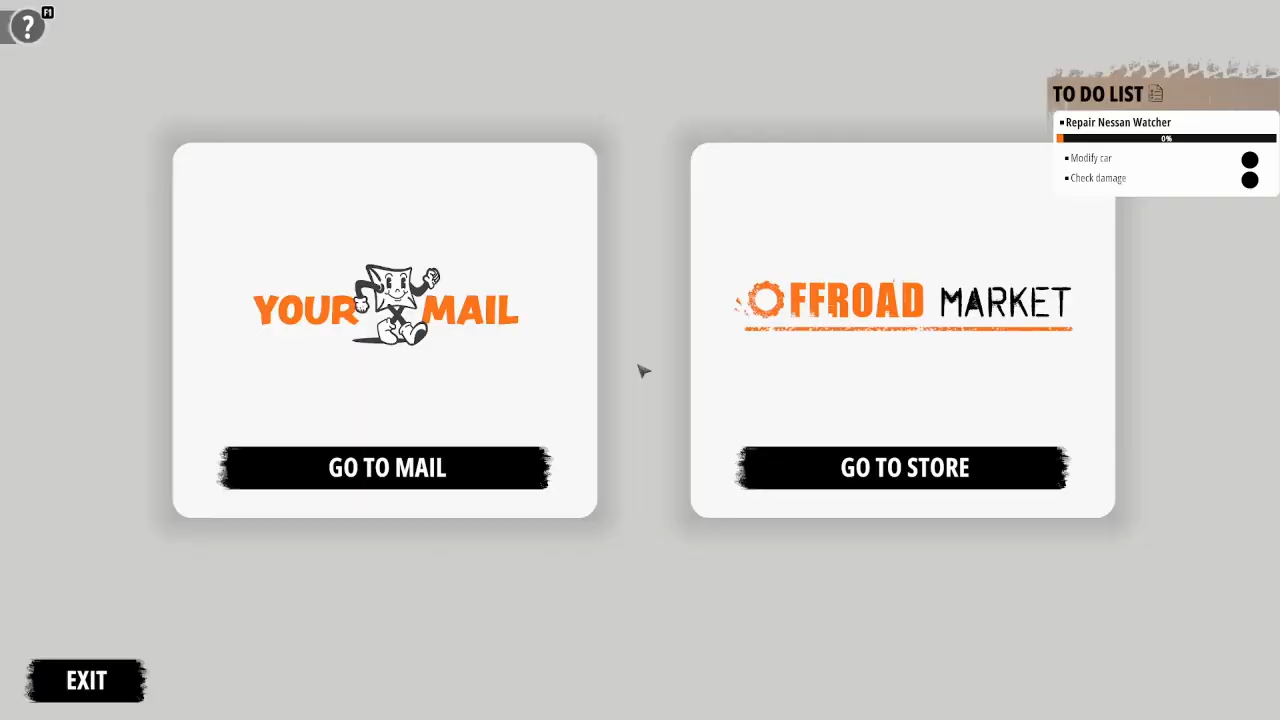 ?
F1
TO DO LIST
Repair Nessan Watcher
0%
Modify car
Check damage
YOUR MAIL
OFFROAD MARKET
GO TO MAIL
GO TO STORE
EXIT